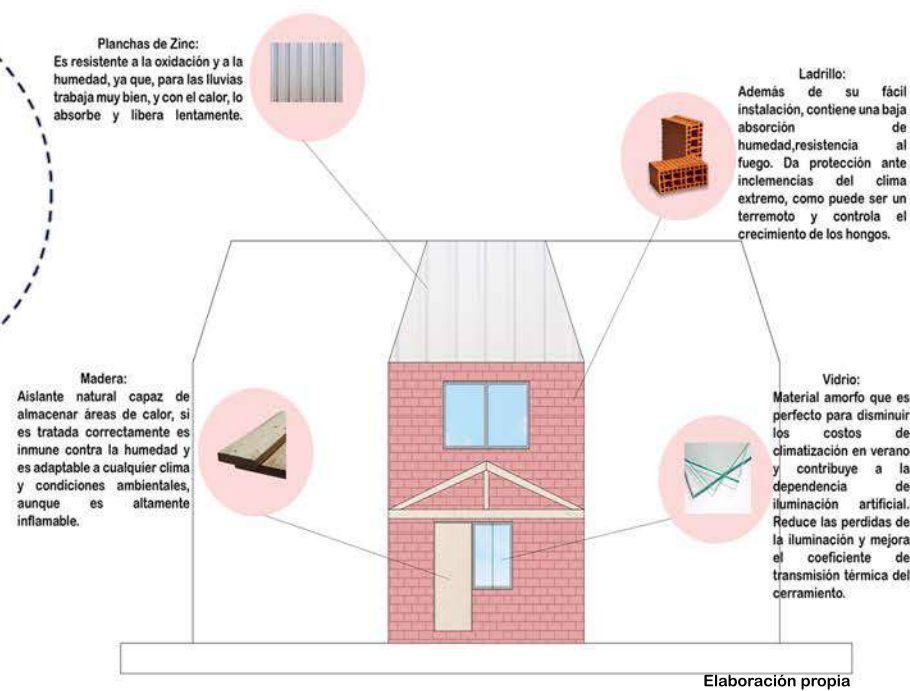 Planchas de Zinc:
Es resistente a la oxidación y a la
humedad, ya que, para las lluvias
trabaja muy bien, y con el calor, lo
absorbe y libera lentamente.
Ladrillo:
Además de su fácil
instalación, contiene una baja
absorción de
humedad,resistencia al
fuego. Da protección ante
inclemencias del clima
extremo, como puede ser un
terremoto y controla el
crecimiento de los hongos.
Madera:
Aislante natural capaz de
almacenar áreas de calor, si
es tratada correctamente es
inmune contra la humedad y
es adaptable a cualquier clima
y condiciones ambientales,
aunque es altamente
inflamable.
Vidrio:
Material amorfo que es
perfecto para disminuir
los costos de
climatización en verano
y contribuye a la
dependencia de
iluminación artificial.
Reduce las perdidas de
la iluminación y mejora
el coeficiente de
transmisión térmica del
cerramiento.
Elaboración propia